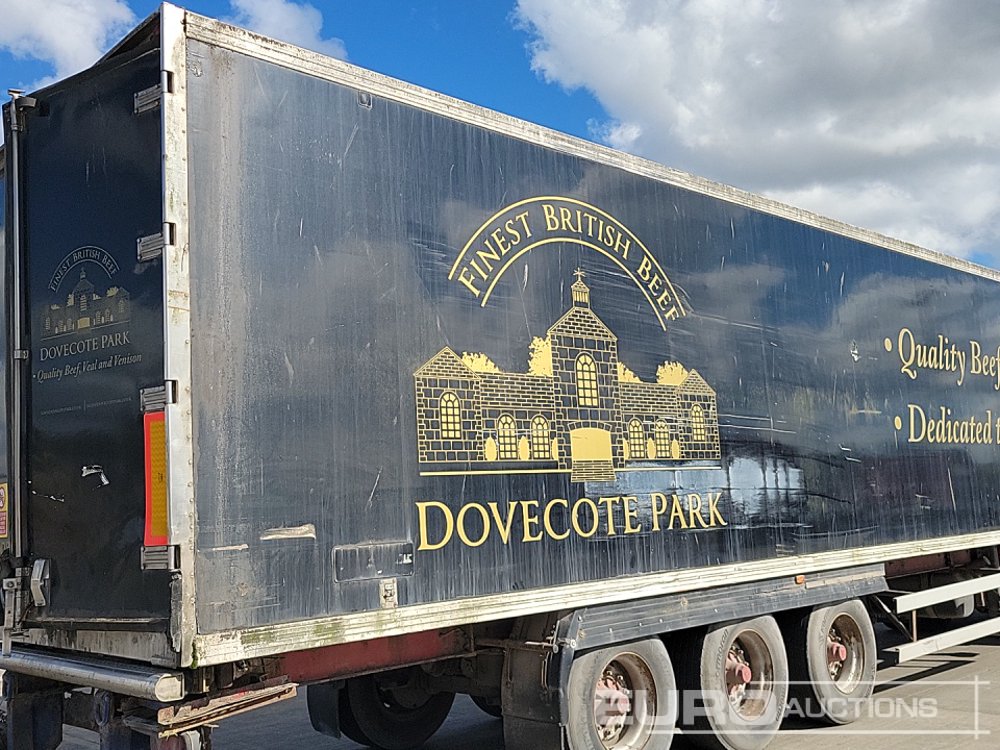 FINEST BRITISH BEEF
DOVECOTE PARK
Quality Beef, Veal and Venison
FINEST BRITISH BEEF
DOVECOTE PARK
• Quality Beef
• Dedicated t
EURO AUCTIONS